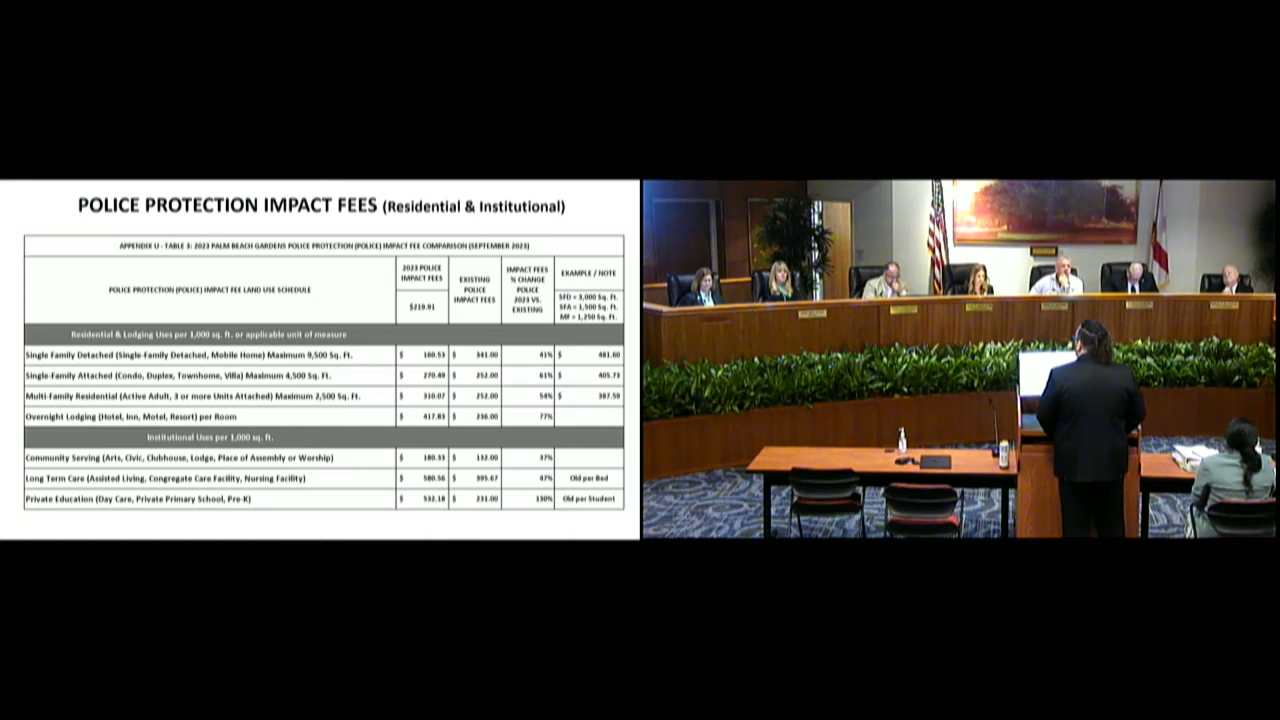 POLICE PROTECTION IMPACT FEES (Residential & Institutional)
APPENDIX U - TABLE 3: 2023 PALM BEACH GARDENS POLICE PROTECTION (POLICE) IMPACT FEE COMPARISON (SEPTEMBER 2023)
POLICE PROTECTION (POLICE) IMPACT FEE LAND USE SCHEDULE
2023 POLICE IMPACT FEES
$219.91
EXISTING POLICE IMPACT FEES
IMPACT FEES % CHANGE POLICE 2023 VS. EXISTING
EXAMPLE / NOTE
SFD = 3,000 Sq. Ft.
SFA = 1,500 Sq. Ft.
MF = 1,250 Sq. Ft.
Residential & Lodging Uses per 1,000 sq. ft. or applicable unit of measure
Single Family Detached (Single-Family Detached, Mobile Home) Maximum 9,500 Sq. Ft. $ 160.53 $ 341.00 41% $ 481.60
Single-Family Attached (Condo, Duplex, Townhome, Villa) Maximum 4,500 Sq. Ft. $ 270.49 $ 252.00 61% $ 405.73
Multi-Family Residential (Active Adult, 3 or more Units Attached) Maximum 2,500 Sq. Ft. $ 310.07 $ 252.00 54% $ 387.59
Overnight Lodging (Hotel, Inn, Motel, Resort) per Room $ 417.83 $ 236.00 77%
Institutional Uses per 1,000 sq. ft.
Community Serving (Arts, Civic, Clubhouse, Lodge, Place of Assembly or Worship) $ 180.33 $ 132.00 37%
Long Term Care (Assisted Living, Congregate Care Facility, Nursing Facility) $ 580.56 $ 395.67 47% Old per Bed
Private Education (Day Care, Private Primary School, Pre-K) $ 532.18 $ 231.00 130% Old per Student